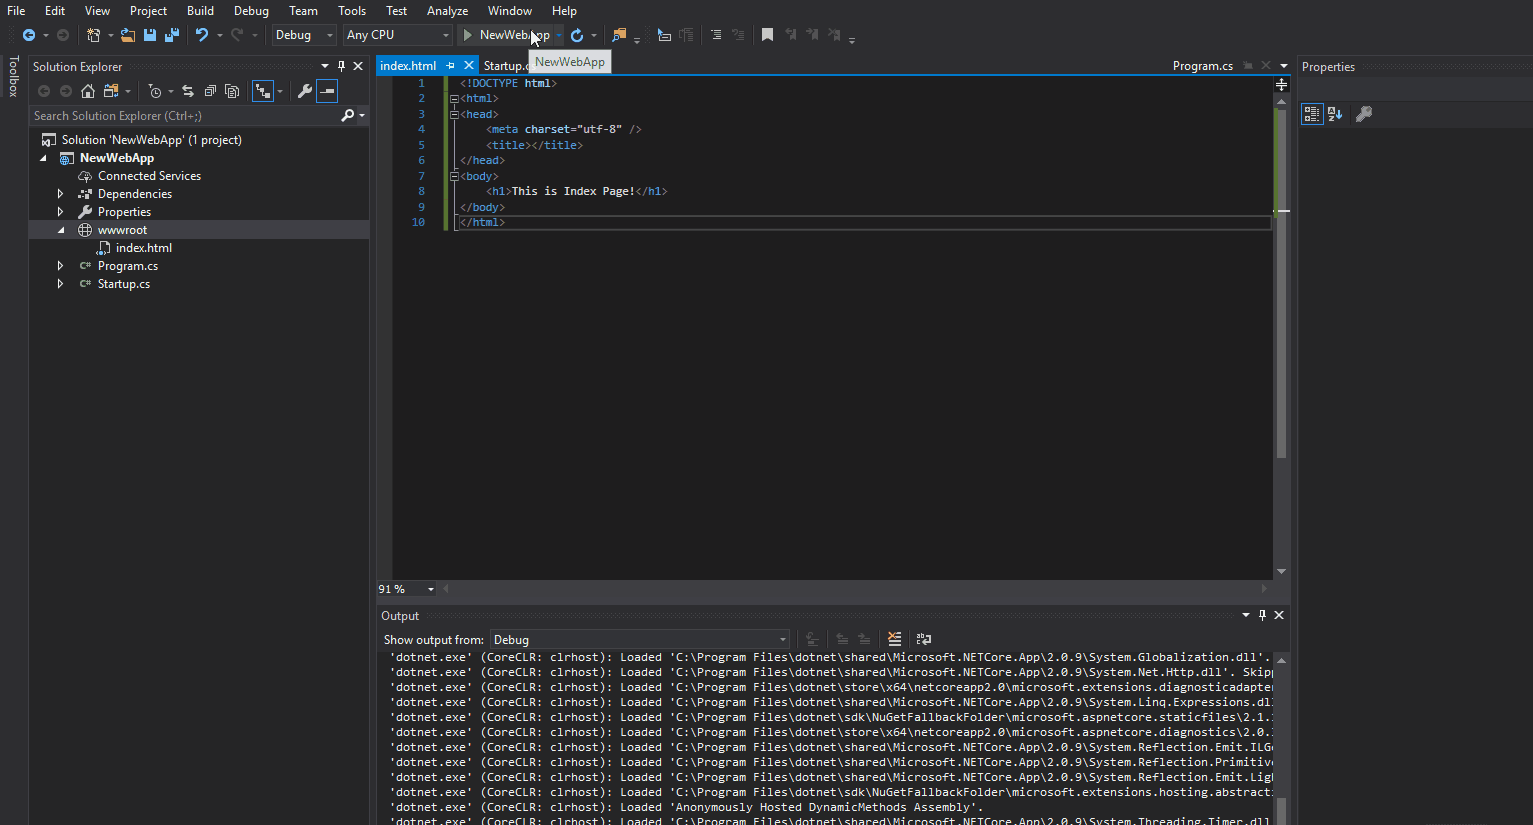 File Edit View Project Build Debug Team Tools Test Analyze Window Help
Debug Any CPU NewWebApp
NewWebApp
Toolbox
Solution Explorer
Search Solution Explorer (Ctrl+;)
Solution 'NewWebApp' (1 project)
NewWebApp
Connected Services
Dependencies
Properties
wwwroot
index.html
C# Program.cs
C# Startup.cs
index.html Startup.c Program.cs
1 <!DOCTYPE html>
2 <html>
3 <head>
4 <meta charset="utf-8" />
5 <title></title>
6 </head>
7 <body>
8 <h1>This is Index Page!</h1>
9 </body>
10 </html>
91 %
Output
Show output from: Debug
'dotnet.exe' (CoreCLR: clrhost): Loaded 'C:\Program Files\dotnet\shared\Microsoft.NETCore.App\2.0.9\System.Globalization.dll'.
'dotnet.exe' (CoreCLR: clrhost): Loaded 'C:\Program Files\dotnet\shared\Microsoft.NETCore.App\2.0.9\System.Net.Http.dll'. Skip
'dotnet.exe' (CoreCLR: clrhost): Loaded 'C:\Program Files\dotnet\store\x64\netcoreapp2.0\microsoft.extensions.diagnosticadapte
'dotnet.exe' (CoreCLR: clrhost): Loaded 'C:\Program Files\dotnet\shared\Microsoft.NETCore.App\2.0.9\System.Linq.Expressions.dl
'dotnet.exe' (CoreCLR: clrhost): Loaded 'C:\Program Files\dotnet\sdk\NuGetFallbackFolder\microsoft.aspnetcore.staticfiles\2.1.
'dotnet.exe' (CoreCLR: clrhost): Loaded 'C:\Program Files\dotnet\store\x64\netcoreapp2.0\microsoft.aspnetcore.diagnostics\2.0.
'dotnet.exe' (CoreCLR: clrhost): Loaded 'C:\Program Files\dotnet\shared\Microsoft.NETCore.App\2.0.9\System.Reflection.Emit.ILG
'dotnet.exe' (CoreCLR: clrhost): Loaded 'C:\Program Files\dotnet\shared\Microsoft.NETCore.App\2.0.9\System.Reflection.Primitiv
'dotnet.exe' (CoreCLR: clrhost): Loaded 'C:\Program Files\dotnet\shared\Microsoft.NETCore.App\2.0.9\System.Reflection.Emit.Lig
'dotnet.exe' (CoreCLR: clrhost): Loaded 'C:\Program Files\dotnet\sdk\NuGetFallbackFolder\microsoft.extensions.hosting.abstract
'dotnet.exe' (CoreCLR: clrhost): Loaded 'Anonymously Hosted DynamicMethods Assembly'.
'dotnet.exe' (CoreCLR: clrhost): Loaded 'C:\Program Files\dotnet\shared\Microsoft.NETCore.App\2.0.9\System.Threading.Timer.dll
Properties